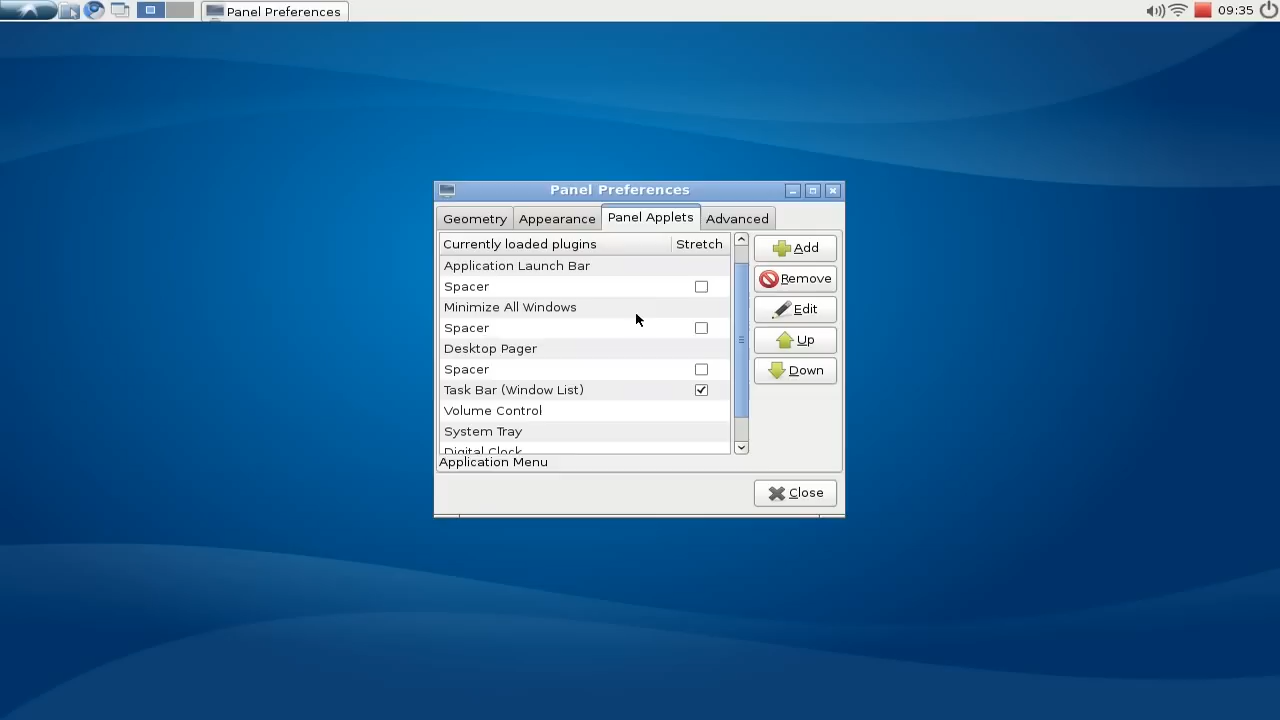 Panel Preferences
09:35
Panel Preferences
Geometry
Appearance
Panel Applets
Advanced
Currently loaded plugins
Stretch
Application Launch Bar
Spacer
Minimize All Windows
Spacer
Desktop Pager
Spacer
Task Bar (Window List)
Volume Control
System Tray
Digital Clock
Application Menu
Add
Remove
Edit
Up
Down
Close